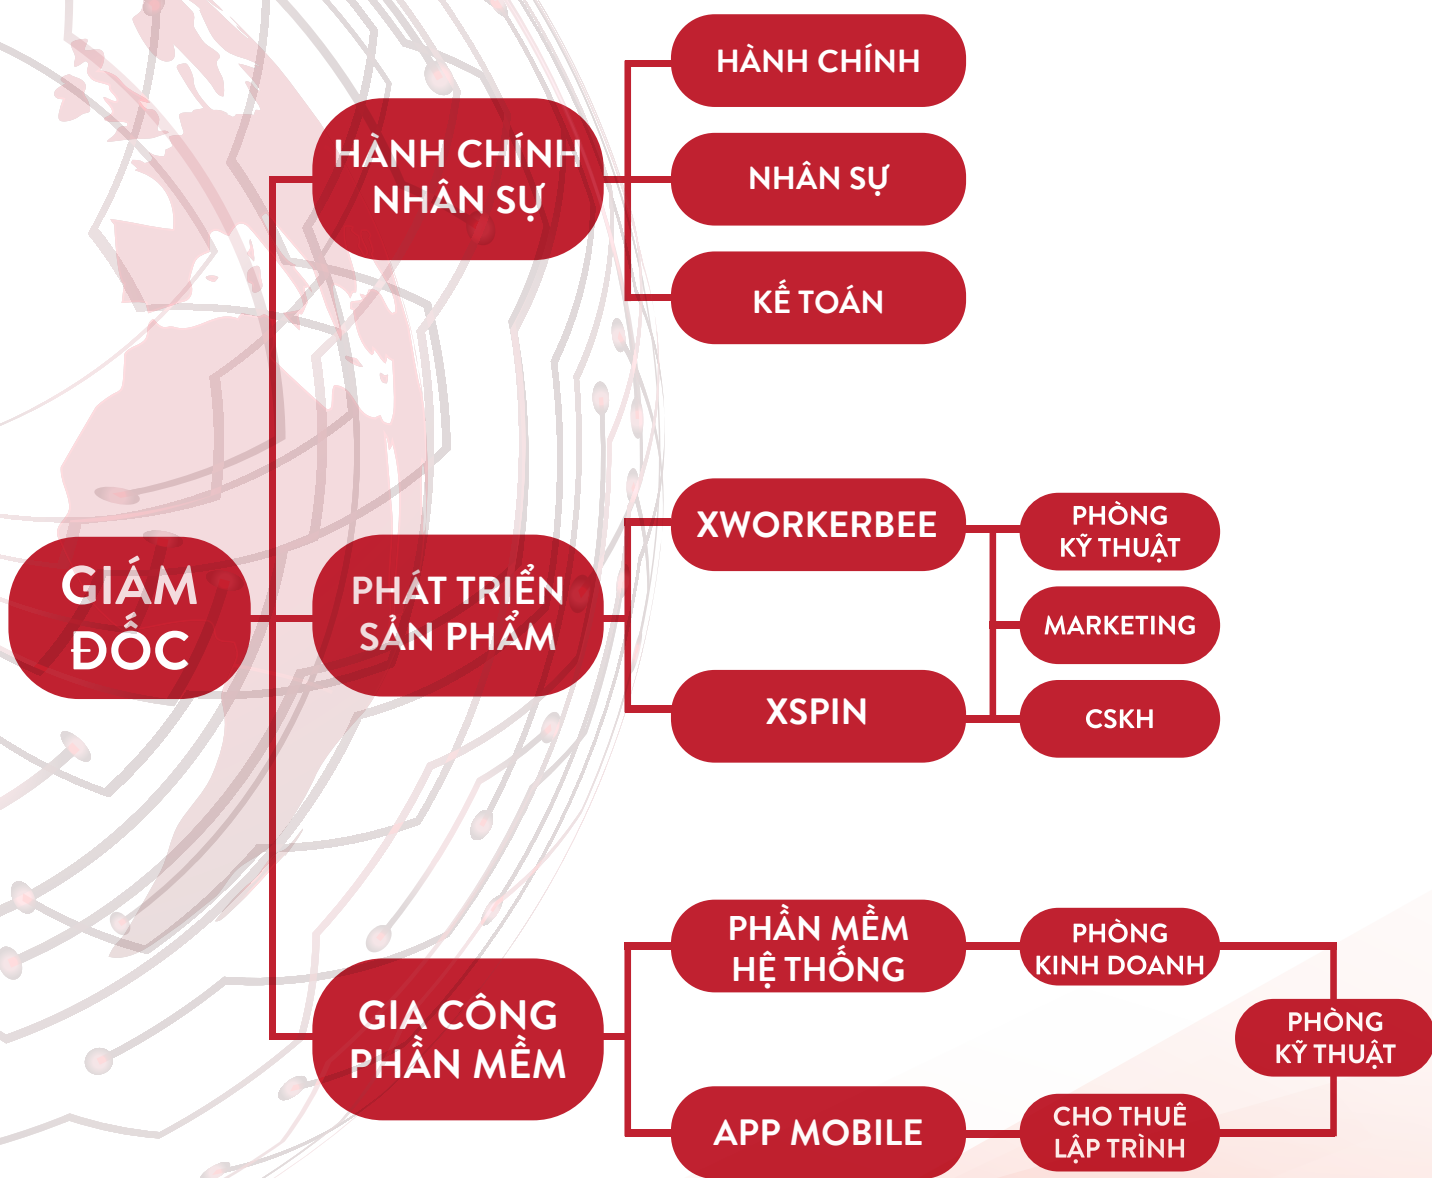 GIÁM
ĐỐC
HÀNH CHÍNH
NHÂN SỰ
HÀNH CHÍNH
NHÂN SỰ
KẾ TOÁN
PHÁT TRIỂN
SẢN PHẨM
XWORKERBEE
XSPIN
PHÒNG
KỸ THUẬT
MARKETING
CSKH
GIA CÔNG
PHẦN MỀM
PHẦN MỀM
HỆ THỐNG
PHÒNG
KINH DOANH
APP MOBILE
CHO THUÊ
LẬP TRÌNH
PHÒNG
KỸ THUẬT